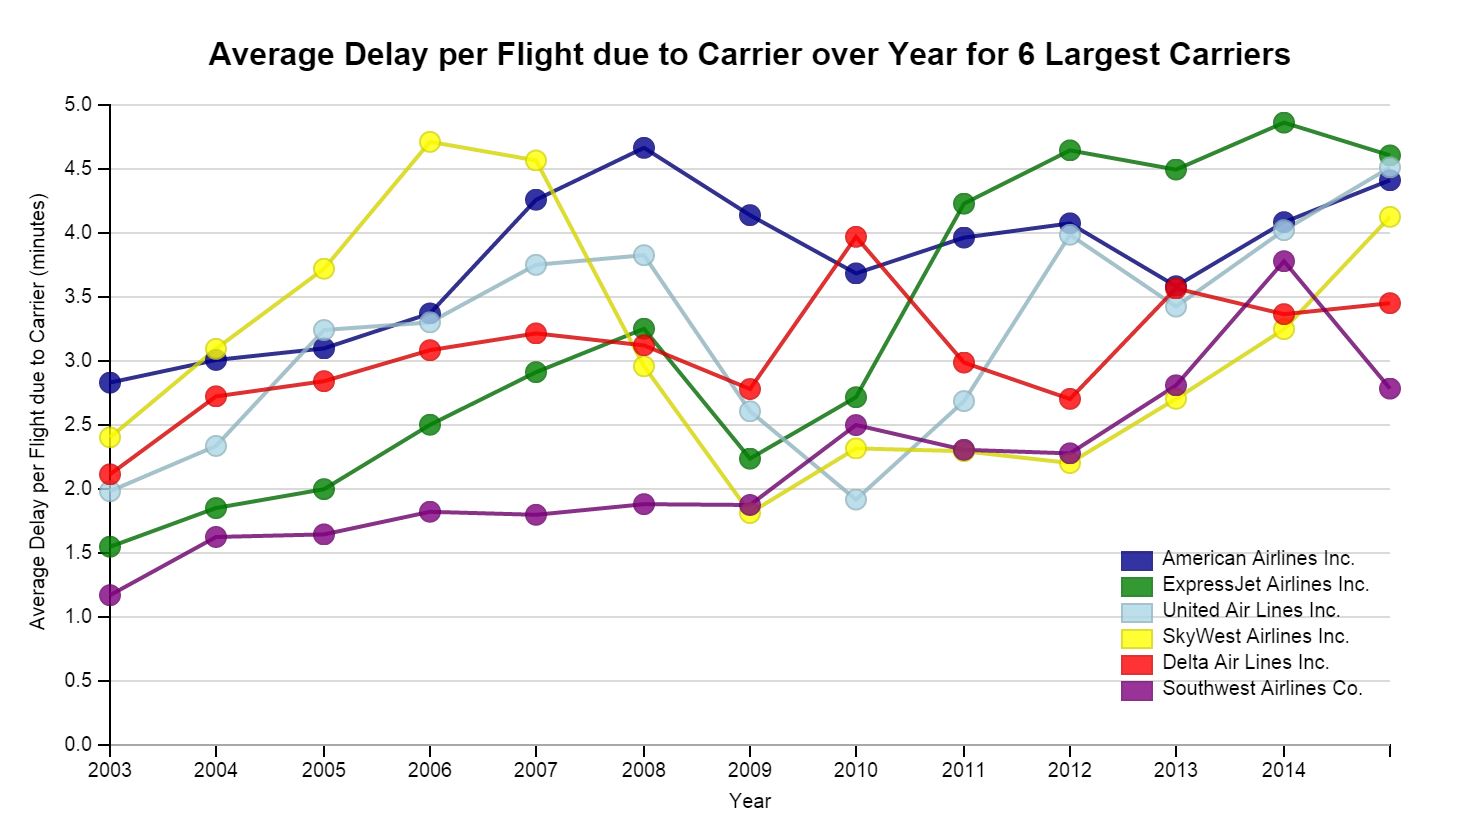 Average Delay per Flight due to Carrier over Year for 6 Largest Carriers
Average Delay per Flight due to Carrier (minutes)
5.0
4.5
4.0
3.5
3.0
2.5
2.0
1.5
1.0
0.5
0.0
American Airlines Inc.
ExpressJet Airlines Inc.
United Air Lines Inc.
SkyWest Airlines Inc.
Delta Air Lines Inc.
Southwest Airlines Co.
2003 2004 2005 2006 2007 2008 2009 2010 2011 2012 2013 2014
Year